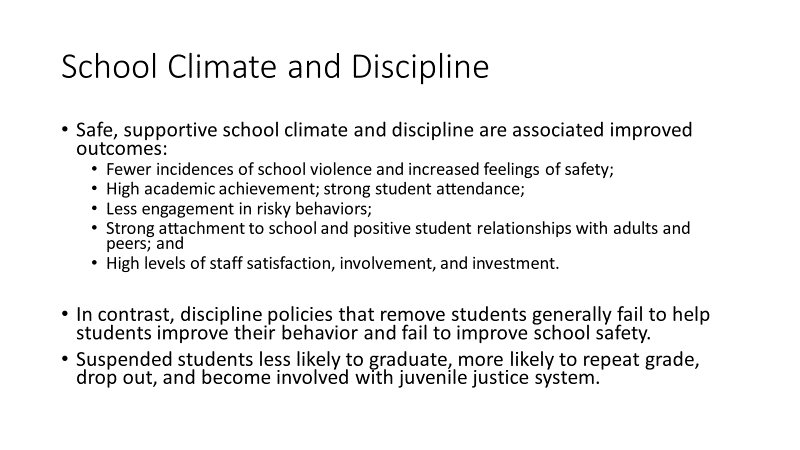 School Climate and Discipline
• Safe, supportive school climate and discipline are associated improved
outcomes:
• Fewer incidences of school violence and increased feelings of safety;
• High academic achievement; strong student attendance;
• Less engagement in risky behaviors;
• Strong attachment to school and positive student relationships with adults and
peers; and
• High levels of staff satisfaction, involvement, and investment.
• In contrast, discipline policies that remove students generally fail to help
students improve their behavior and fail to improve school safety.
• Suspended students less likely to graduate, more likely to repeat grade,
drop out, and become involved with juvenile justice system.